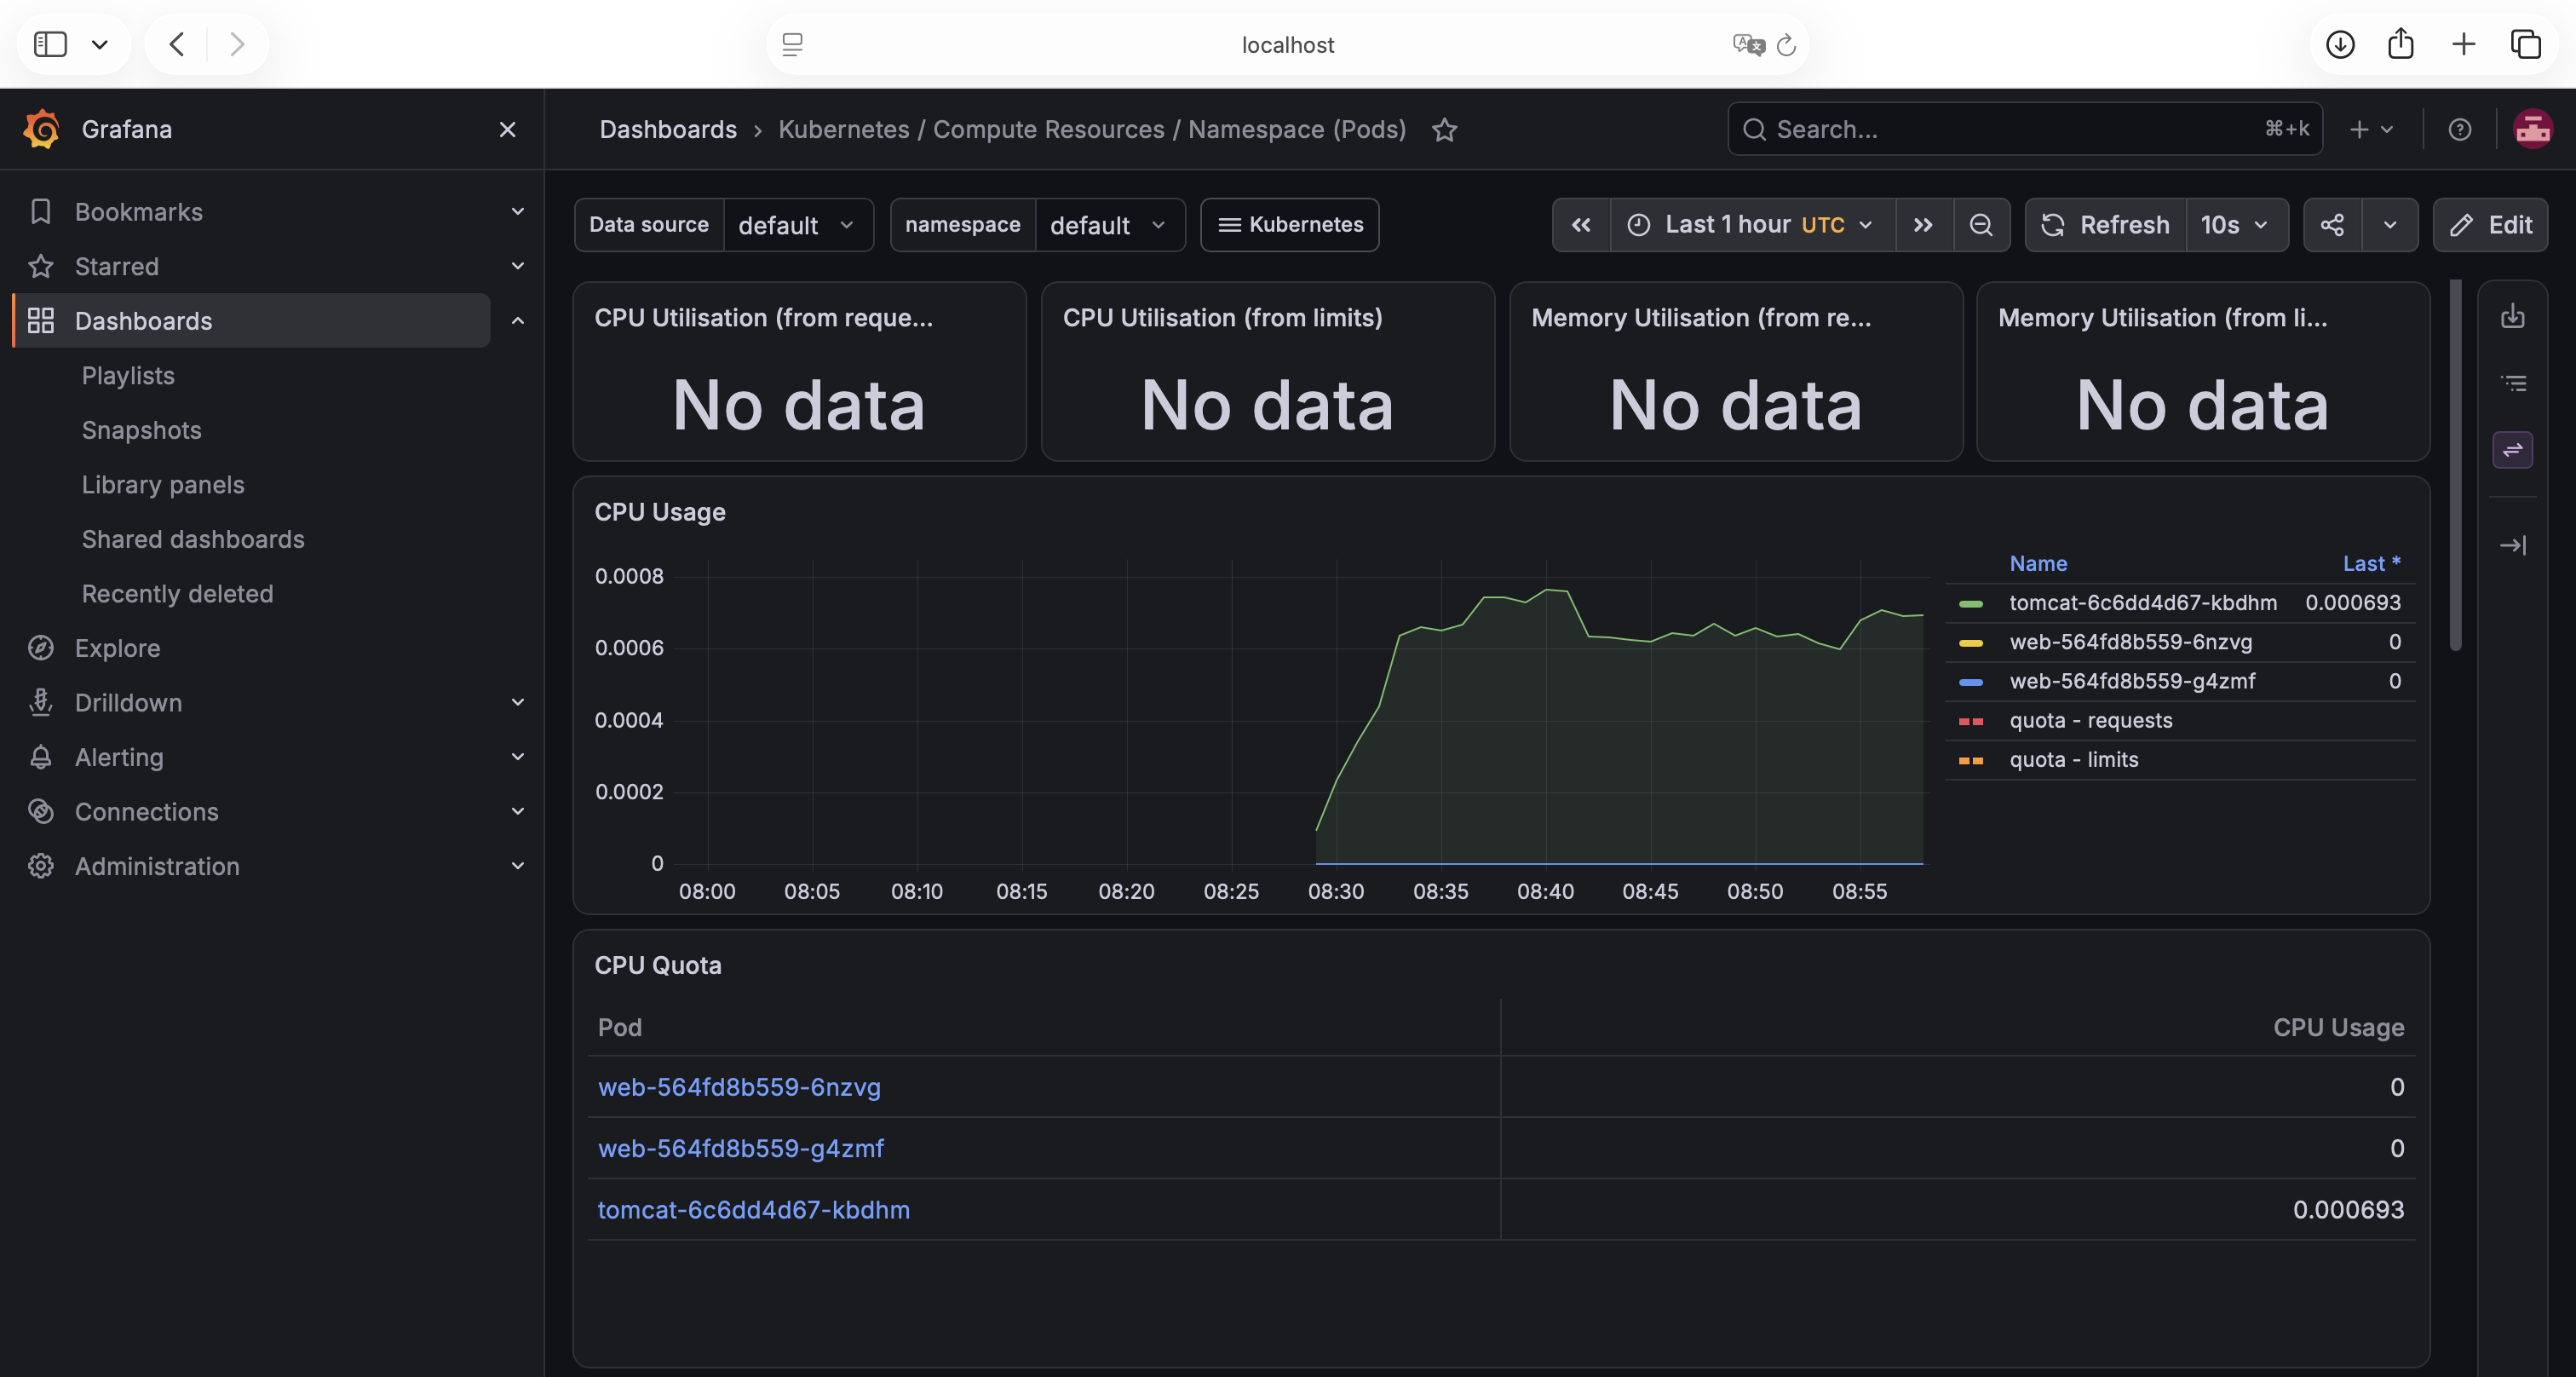 localhost
Grafana
Dashboards › Kubernetes / Compute Resources / Namespace (Pods)
Search...
⌘+k
Bookmarks
Starred
Dashboards
Playlists
Snapshots
Library panels
Shared dashboards
Recently deleted
Explore
Drilldown
Alerting
Connections
Administration
Data source default
namespace default
Kubernetes
Last 1 hour UTC
Refresh 10s
Edit
CPU Utilisation (from reque...
No data
CPU Utilisation (from limits)
No data
Memory Utilisation (from re...
No data
Memory Utilisation (from li...
No data
CPU Usage
0.0008
0.0006
0.0004
0.0002
0
08:00 08:05 08:10 08:15 08:20 08:25 08:30 08:35 08:40 08:45 08:50 08:55
Name Last *
tomcat-6c6dd4d67-kbdhm 0.000693
web-564fd8b559-6nzvg 0
web-564fd8b559-g4zmf 0
quota - requests
quota - limits
CPU Quota
Pod CPU Usage
web-564fd8b559-6nzvg 0
web-564fd8b559-g4zmf 0
tomcat-6c6dd4d67-kbdhm 0.000693